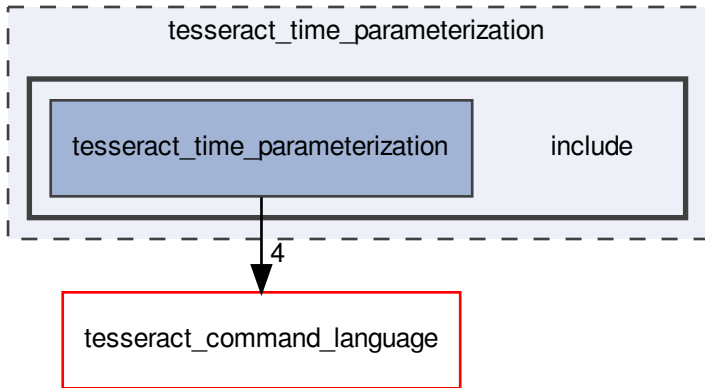 tesseract_time_parameterization
tesseract_time_parameterization
include
4
tesseract_command_language